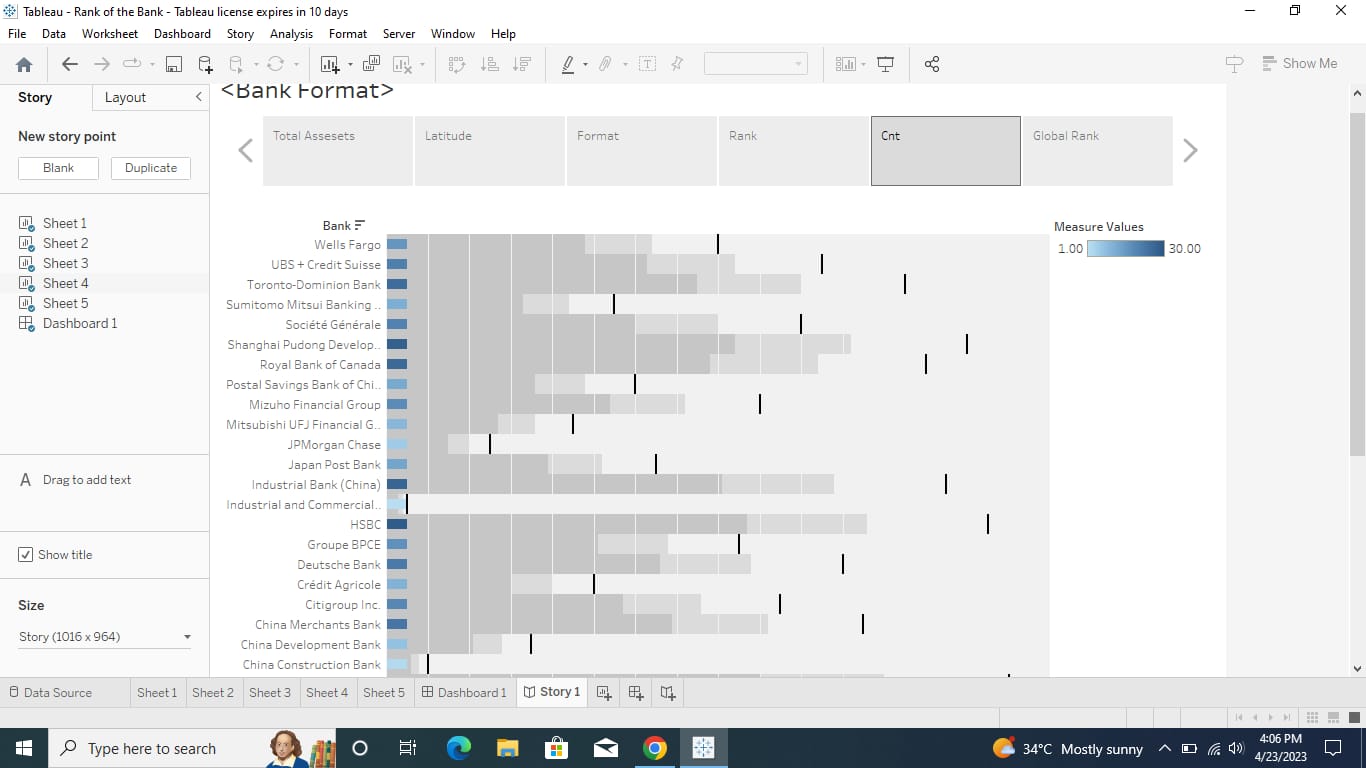 Tableau - Rank of the Bank - Tableau license expires in 10 days
File Data Worksheet Dashboard Story Analysis Format Server Window Help
Show Me
Story Layout
New story point
Blank Duplicate
Sheet 1
Sheet 2
Sheet 3
Sheet 4
Sheet 5
Dashboard 1
A Drag to add text
Show title
Size
Story (1016 x 964)
<Bank Format>
Total Assesets Latitude Format Rank Cnt Global Rank
Bank
Wells Fargo
UBS + Credit Suisse
Toronto-Dominion Bank
Sumitomo Mitsui Banking ..
Société Générale
Shanghai Pudong Develop..
Royal Bank of Canada
Postal Savings Bank of Chi..
Mizuho Financial Group
Mitsubishi UFJ Financial G..
JPMorgan Chase
Japan Post Bank
Industrial Bank (China)
Industrial and Commercial..
HSBC
Groupe BPCE
Deutsche Bank
Crédit Agricole
Citigroup Inc.
China Merchants Bank
China Development Bank
China Construction Bank
Measure Values
1.00 30.00
Data Source Sheet 1 Sheet 2 Sheet 3 Sheet 4 Sheet 5 Dashboard 1 Story 1
Type here to search
34°C Mostly sunny
4:06 PM
4/23/2023